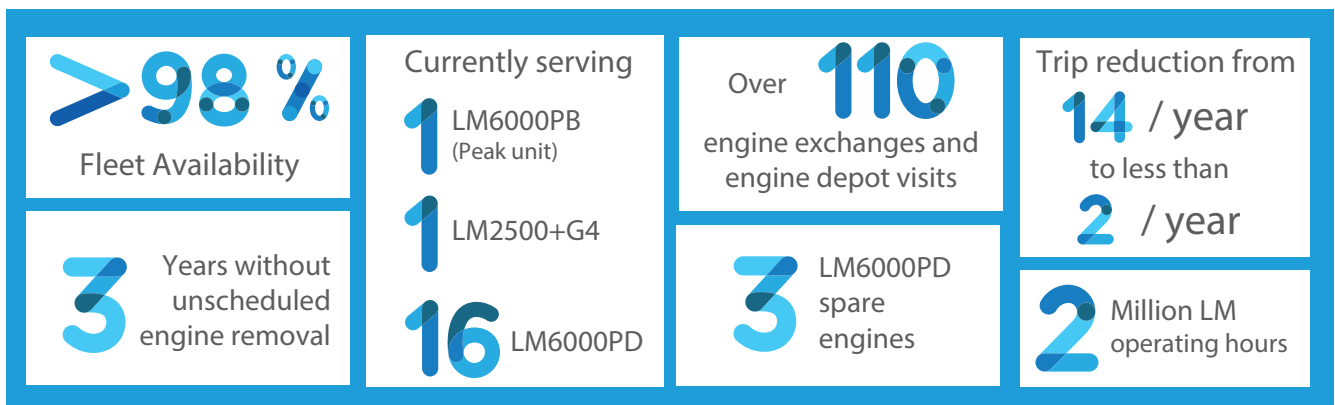 >98 %
Fleet Availability
3
Years without
unscheduled
engine removal
Currently serving
1 LM6000PB
(Peak unit)
1 LM2500+G4
16 LM6000PD
Over 110
engine exchanges and
engine depot visits
3
LM6000PD
spare
engines
Trip reduction from
14 / year
to less than
2 / year
2
Million LM
operating hours